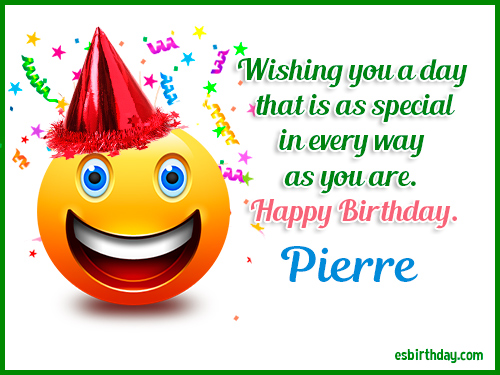 Wishing you a day
that is as special
in every way
as you are.
Happy Birthday.
Pierre
esbirthday.com